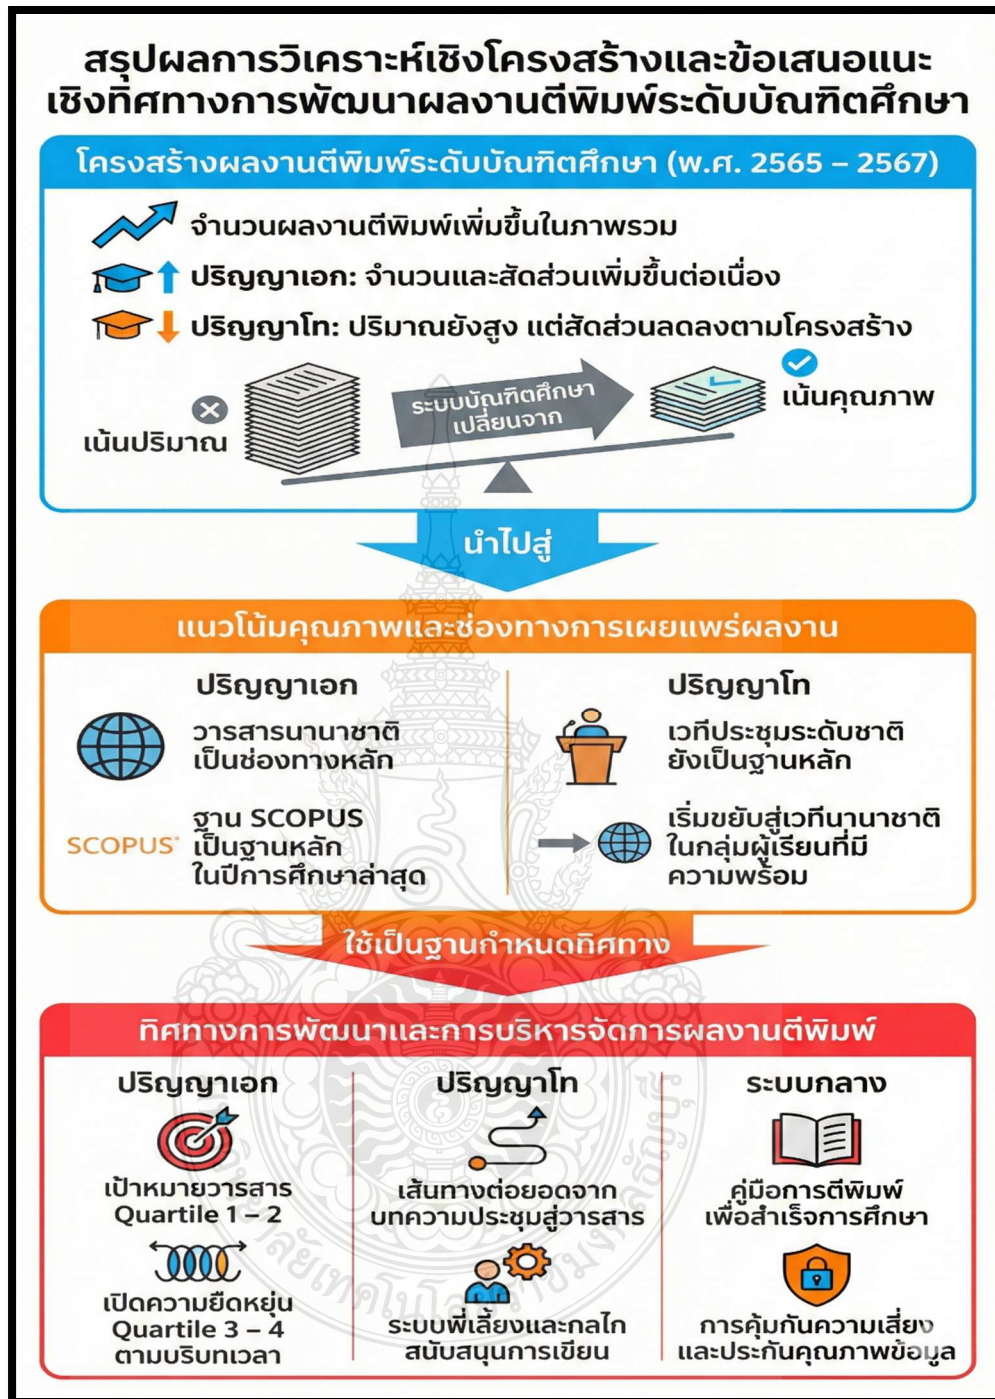 สรุปผลการวิเคราะห์เชิงโครงสร้างและข้อเสนอแนะ
เชิงทิศทางการพัฒนาผลงานตีพิมพ์ระดับบัณฑิตศึกษา
โครงสร้างผลงานตีพิมพ์ระดับบัณฑิตศึกษา (พ.ศ. 2565 – 2567)
จำนวนผลงานตีพิมพ์เพิ่มขึ้นในภาพรวม
ปริญญาเอก: จำนวนและสัดส่วนเพิ่มขึ้นต่อเนื่อง
ปริญญาโท: ปริมาณยังสูง แต่สัดส่วนลดลงตามโครงสร้าง
เน้นปริมาณ
ระบบบัณฑิตศึกษา
เปลี่ยนจาก
เน้นคุณภาพ
นำไปสู่
แนวโน้มคุณภาพและช่องทางการเผยแพร่ผลงาน
ปริญญาเอก
วารสารนานาชาติ
เป็นช่องทางหลัก
SCOPUS
ฐาน SCOPUS
เป็นฐานหลัก
ในปีการศึกษาล่าสุด
ปริญญาโท
เวทีประชุมระดับชาติ
ยังเป็นฐานหลัก
เริ่มขยับสู่เวทีนานาชาติ
ในกลุ่มผู้เรียนที่มี
ความพร้อม
ใช้เป็นฐานกำหนดทิศทาง
ทิศทางการพัฒนาและการบริหารจัดการผลงานตีพิมพ์
ปริญญาเอก
เป้าหมายวารสาร
Quartile 1 – 2
เปิดความยืดหยุ่น
Quartile 3 – 4
ตามบริบทเวลา
ปริญญาโท
เส้นทางต่อยอดจาก
บทความประชุมสู่วารสาร
ระบบพี่เลี้ยงและกลไก
สนับสนุนการเขียน
ระบบกลาง
คู่มือการตีพิมพ์
เพื่อสำเร็จการศึกษา
การคุ้มกันความเสี่ยง
และประกันคุณภาพข้อมูล